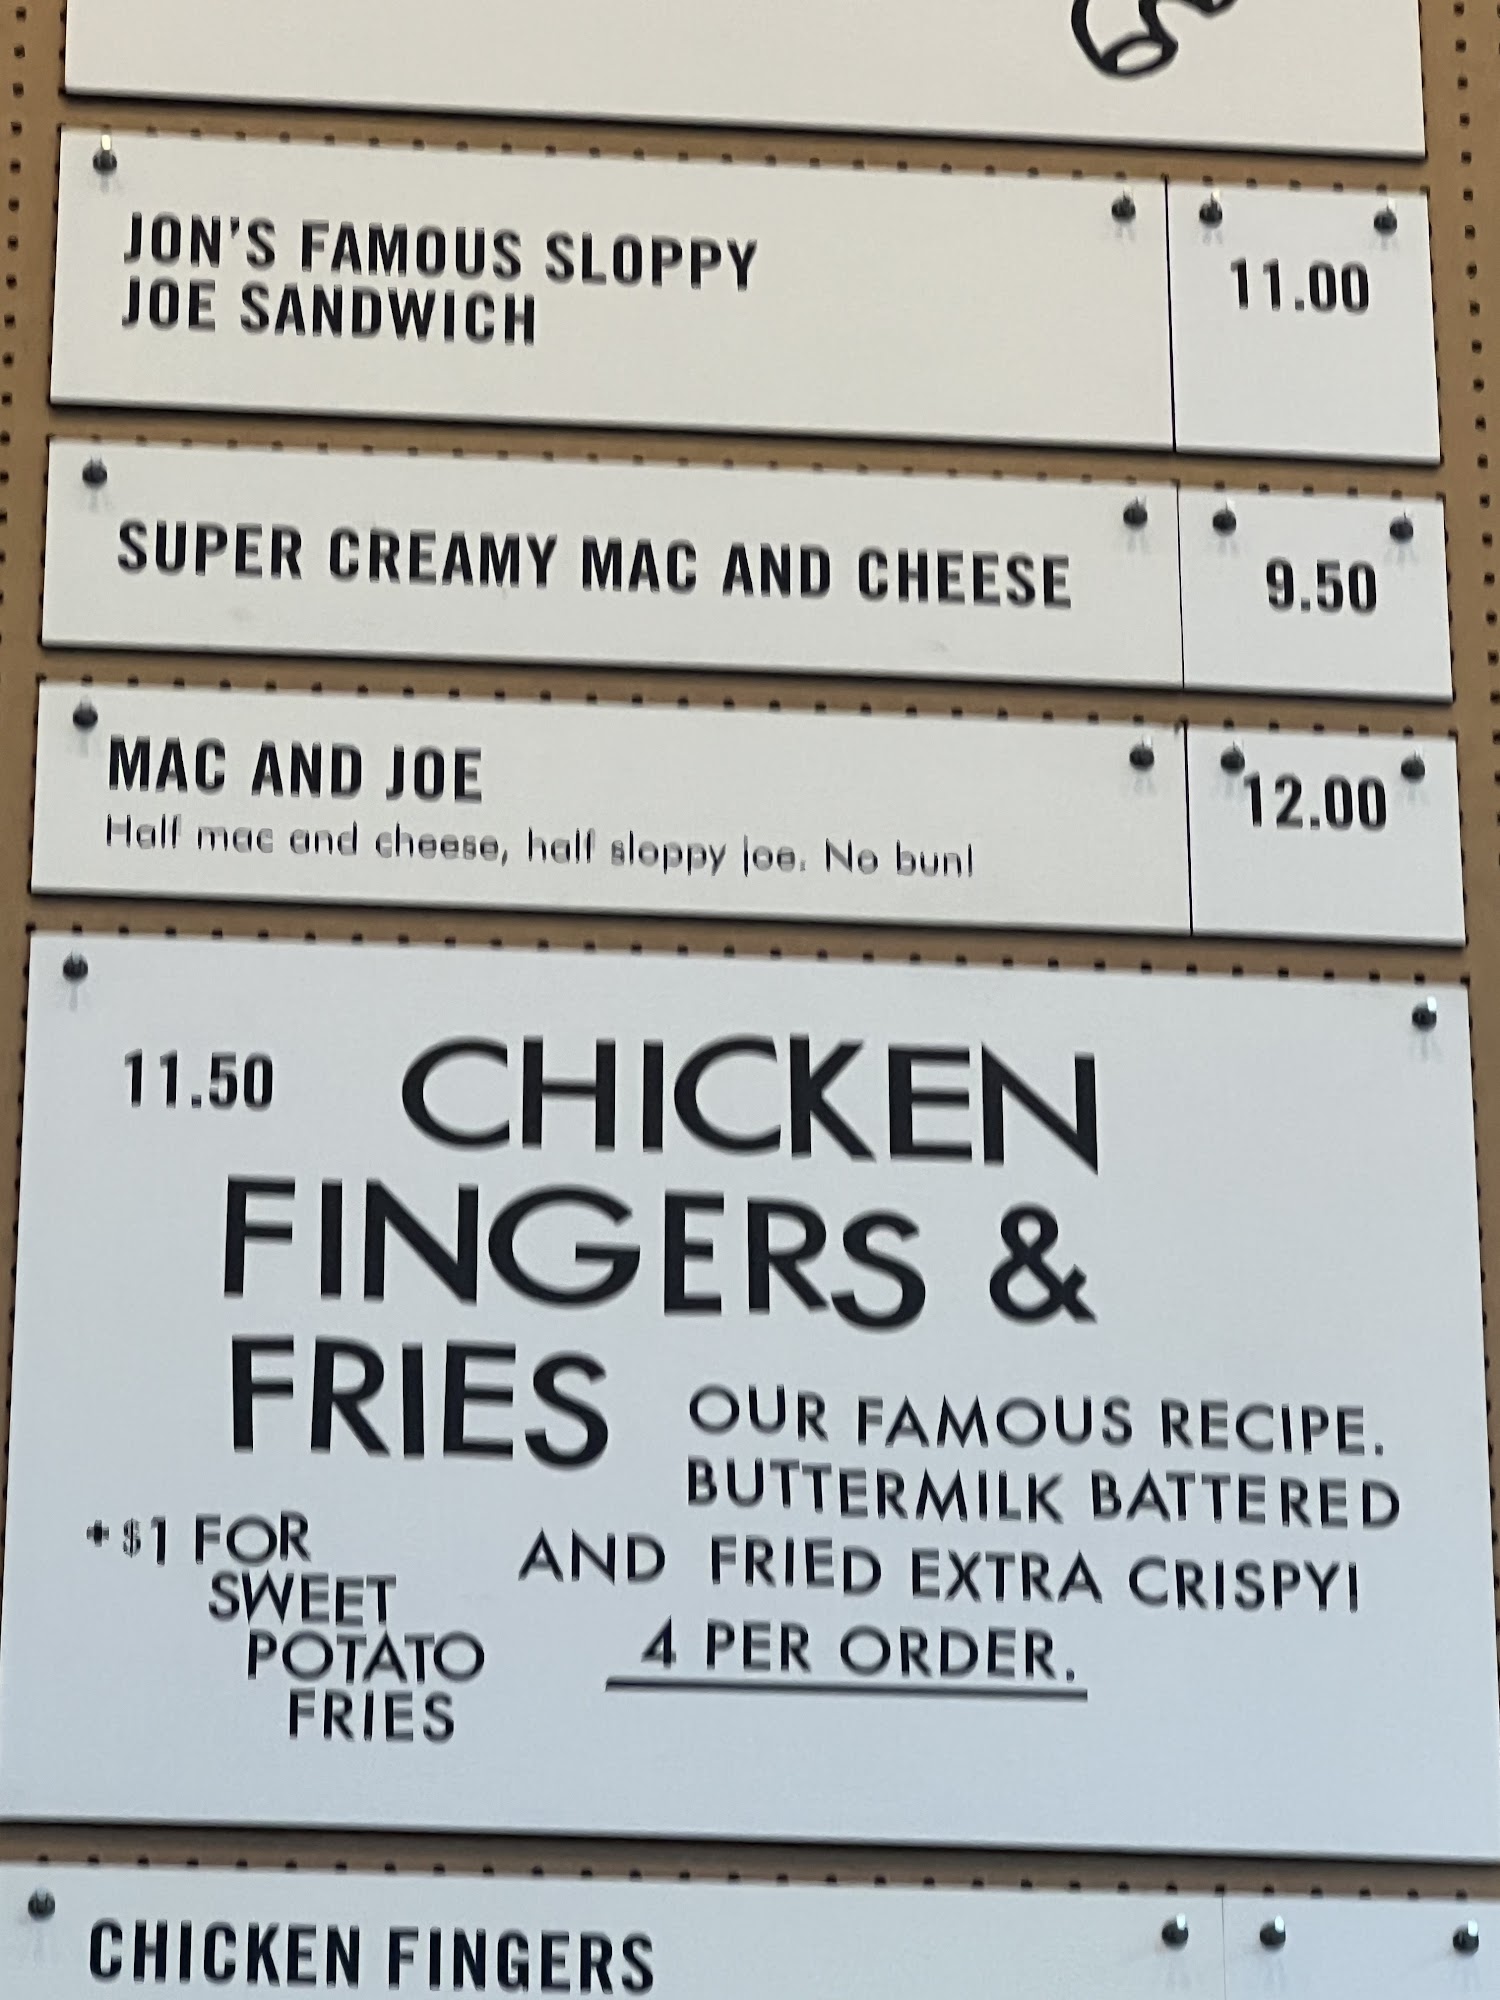 JON'S FAMOUS SLOPPY
JOE SANDWICH
11.00
SUPER CREAMY MAC AND CHEESE
9.50
MAC AND JOE
12.00
Half mac and cheese, half sloppy joe. No bun!
11.50
CHICKEN
FINGERS &
FRIES
OUR FAMOUS RECIPE.
BUTTERMILK BATTERED
AND FRIED EXTRA CRISPY!
4 PER ORDER.
+$1 FOR
SWEET
POTATO
FRIES
CHICKEN FINGERS